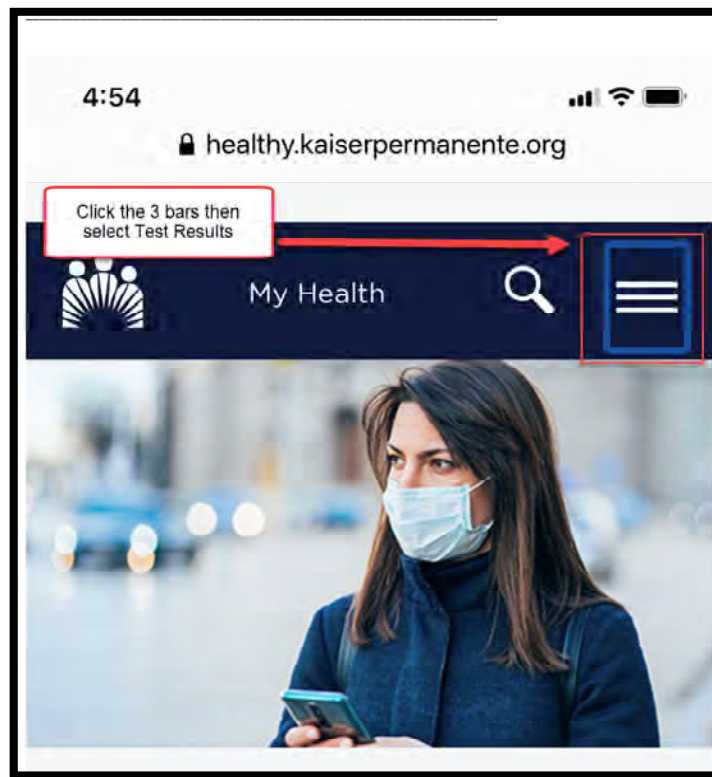 4:54
healthy.kaiserpermanente.org
Click the 3 bars then
select Test Results
My Health